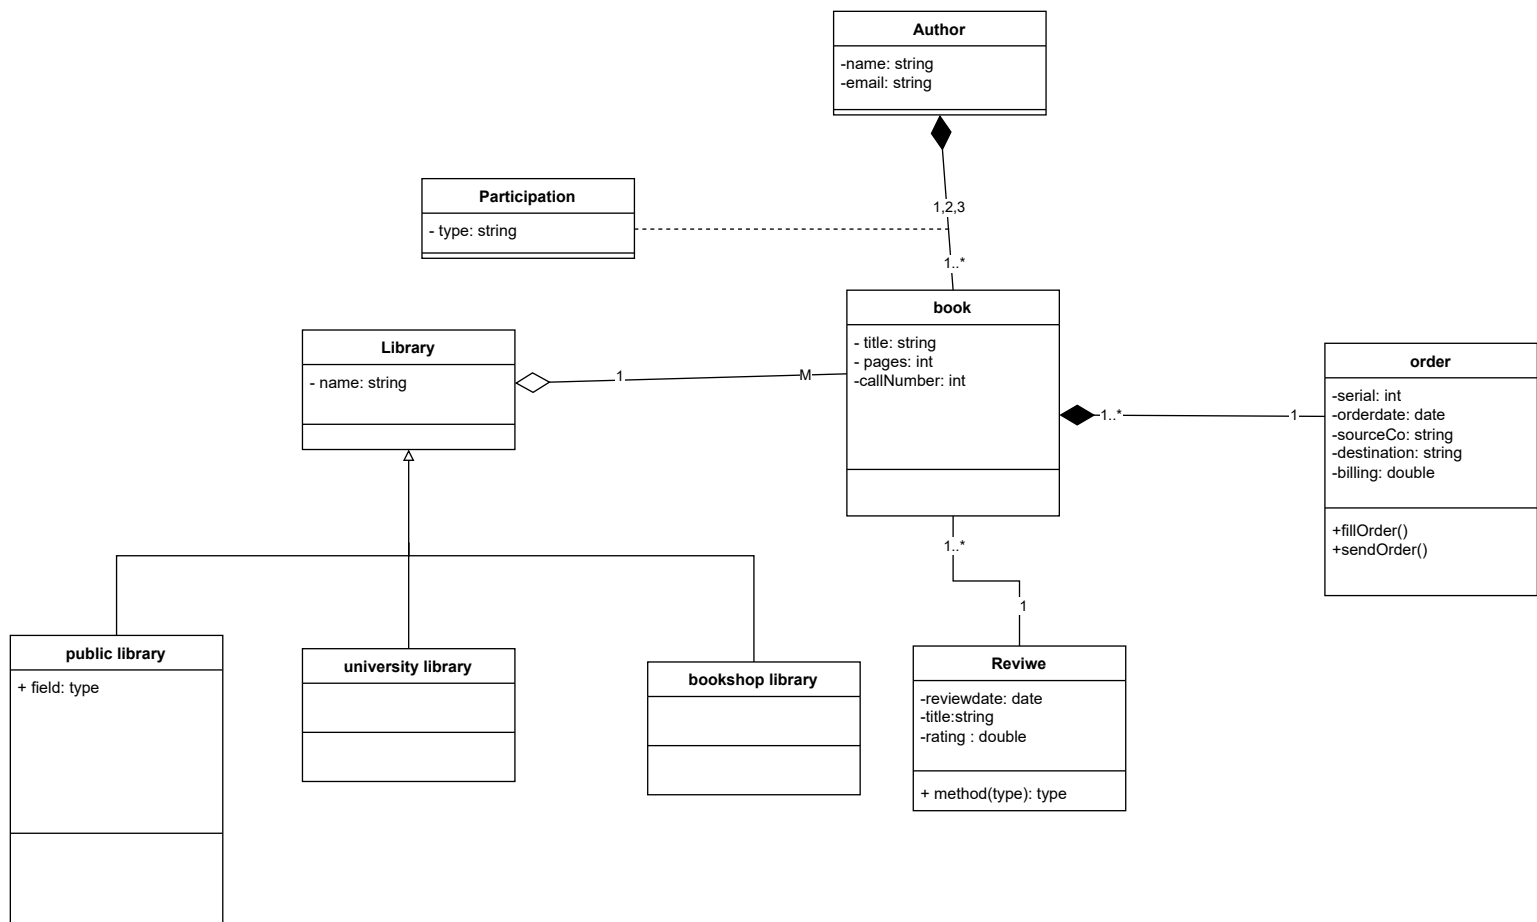 Author
-name: string
-email: string
1,2,3
1..*
Participation
- type: string
book
- title: string
- pages: int
-callNumber: int
Library
- name: string
1
M
1..*
1
order
-serial: int
-orderdate: date
-sourceCo: string
-destination: string
-billing: double
+fillOrder()
+sendOrder()
1..*
1
public library
+ field: type
university library
bookshop library
Reviwe
-reviewdate: date
-title:string
-rating : double
+ method(type): type